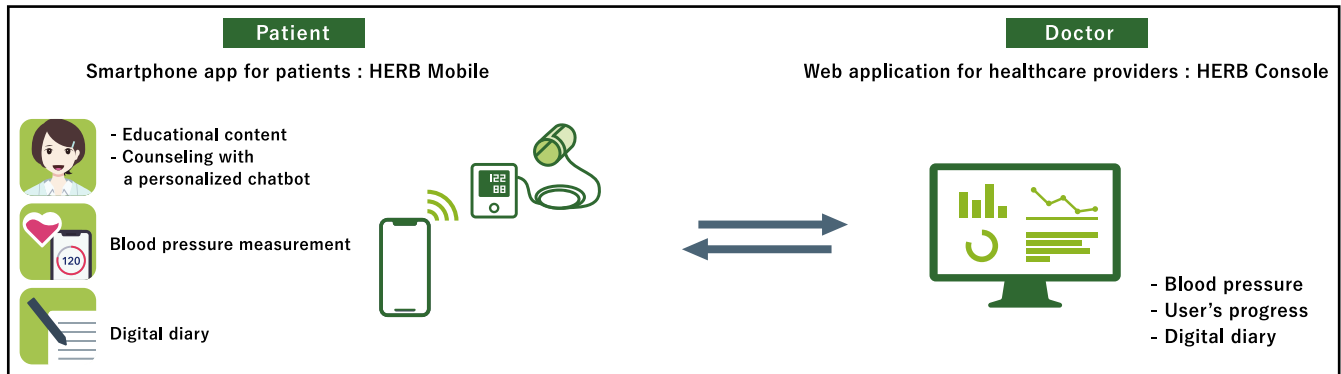 Patient
Smartphone app for patients : HERB Mobile
- Educational content
- Counseling with
a personalized chatbot
Blood pressure measurement
120
Digital diary
122
88
Doctor
Web application for healthcare providers : HERB Console
- Blood pressure
- User’s progress
- Digital diary